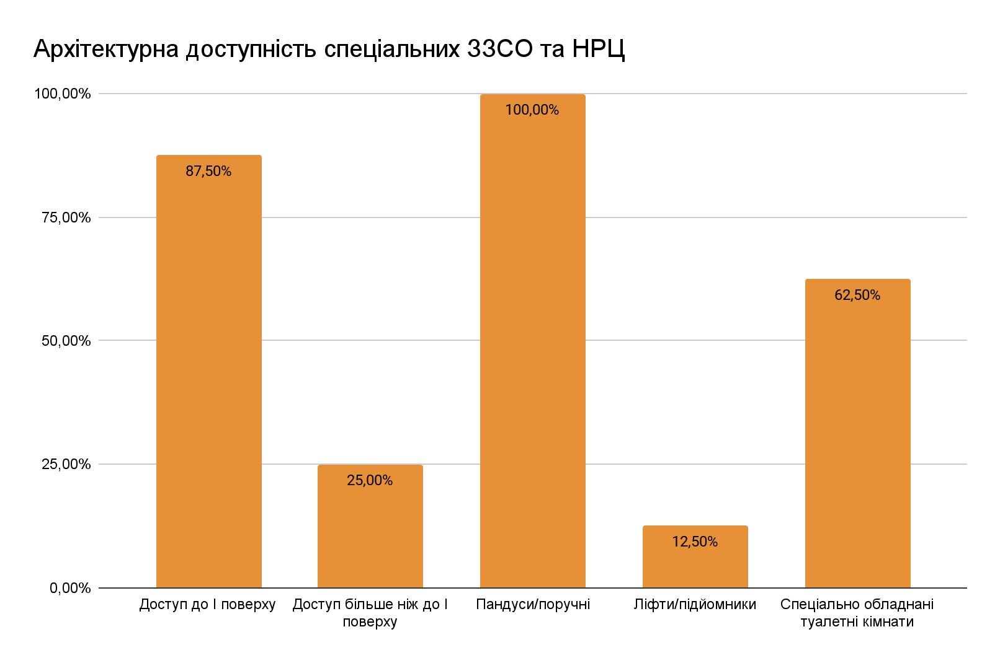 Архітектурна доступність спеціальних ЗЗСО та НРЦ
100,00%
75,00%
50,00%
25,00%
0,00%
87,50%
25,00%
100,00%
12,50%
62,50%
Доступ до І поверху
Доступ більше ніж до І
поверху
Пандуси/поручні
Ліфти/підйомники
Спеціально обладнані
туалетні кімнати